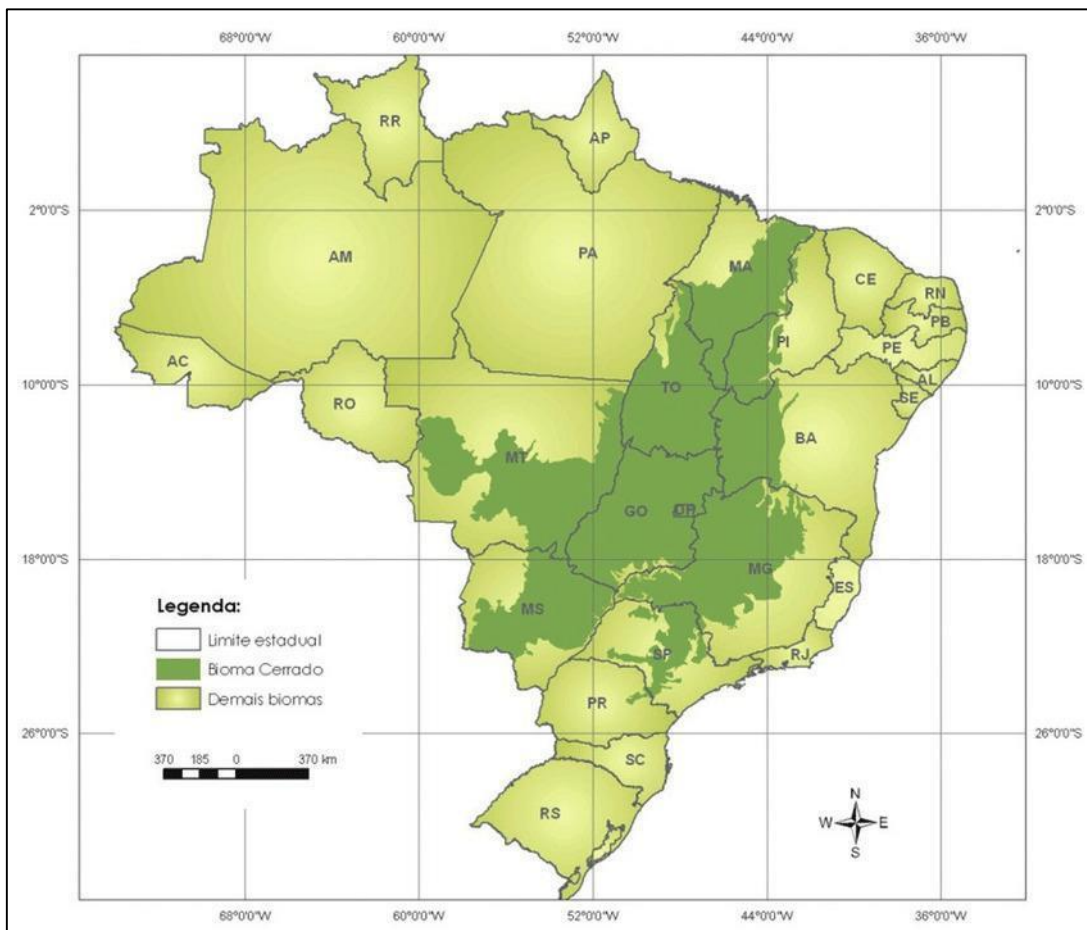 68°0'0"W 60°0'0"W 52°0'0"W 44°0'0"W 36°0'0"W
RR
AP
2°0'0"S 2°0'0"S
AM
PA
MA
CE
RN
PB
PI
PE
AC
AL
10°0'0"S 10°0'0"S
TO
SE
RO
BA
MT
GO
DF
18°0'0"S 18°0'0"S
MG
ES
MS
Legenda:
Limite estadual
Bioma Cerrado
Demais biomas
SP
RJ
PR
26°0'0"S 26°0'0"S
370 185 0 370 km
SC
RS
N
W E
S
68°0'0"W 60°0'0"W 52°0'0"W 44°0'0"W 36°0'0"W